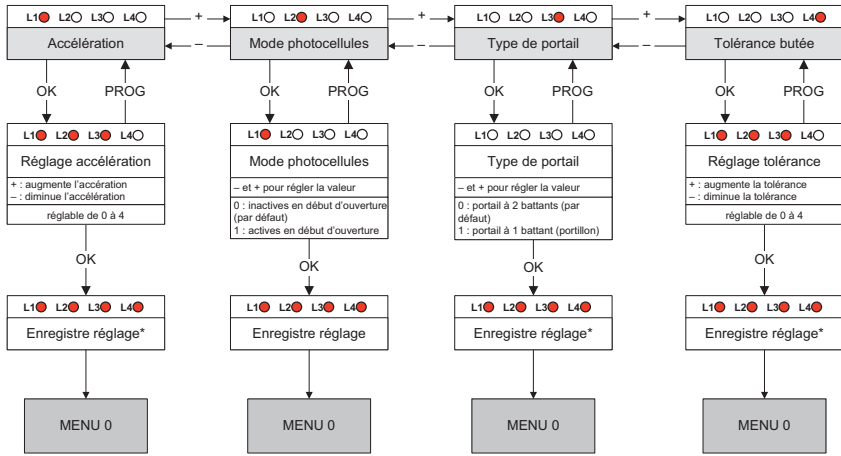 L1 L2 L3 L4 + L1 L2 L3 L4 + L1 L2 L3 L4 + L1 L2 L3 L4
Accélération – Mode photocellules – Type de portail – Tolérance butée
OK PROG OK PROG OK PROG OK PROG
L1 L2 L3 L4
Réglage accélération
+ : augmente l'accération
– : diminue l'accélération
réglable de 0 à 4
L1 L2 L3 L4
Mode photocellules
– et + pour régler la valeur
0 : inactives en début d'ouverture
(par défaut)
1 : actives en début d'ouverture
L1 L2 L3 L4
Type de portail
– et + pour régler la valeur
0 : portail à 2 battants (par
défaut)
1 : portail à 1 battant (portillon)
L1 L2 L3 L4
Réglage tolérance
+ : augmente la tolérance
– : diminue la tolérance
réglable de 0 à 4
OK OK OK OK
L1 L2 L3 L4 L1 L2 L3 L4 L1 L2 L3 L4 L1 L2 L3 L4
Enregistre réglage* Enregistre réglage Enregistre réglage* Enregistre réglage*
MENU 0 MENU 0 MENU 0 MENU 0